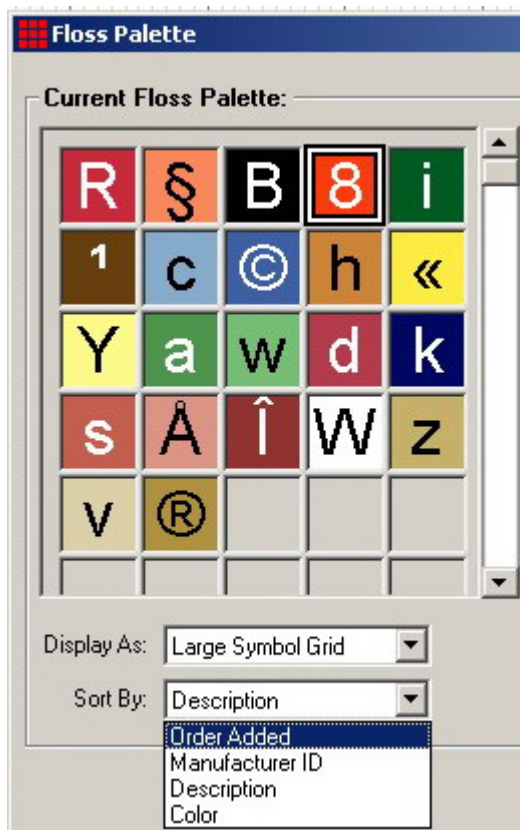 Floss Palette
Current Floss Palette:
R § B 8 i
¹ c © h «
Y a w d k
s Å Î W z
v ®
Display As: Large Symbol Grid
Sort By: Description
Order Added
Manufacturer ID
Description
Color